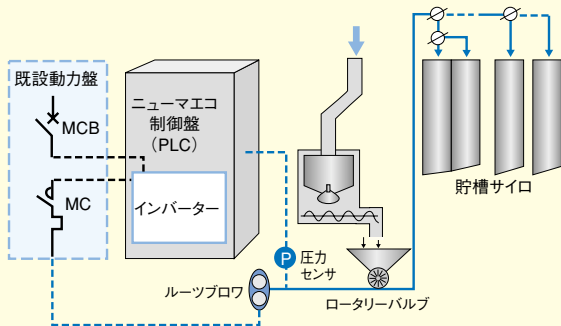 既設動力盤
MCB
MC
ニューマエコ
制御盤
（PLC）
インバーター
P
圧力
センサ
ルーツブロワ
ロータリーバルブ
貯槽サイロ